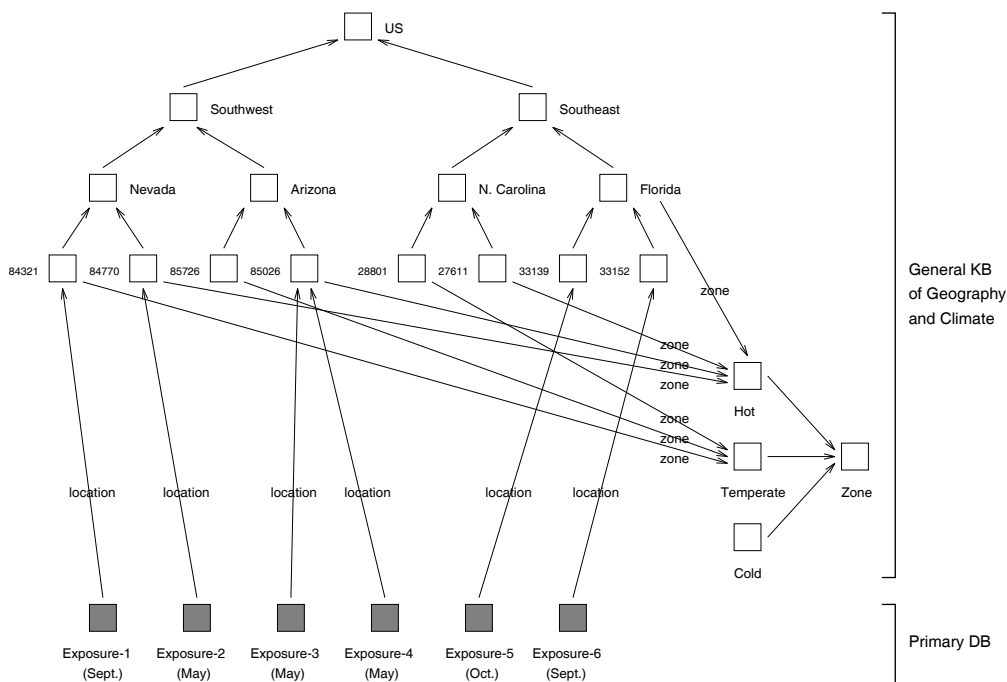 US
Southwest
Southeast
Nevada
Arizona
N. Carolina
Florida
84321
84770
85726
85026
28801
27611
33139
33152
General KB
of Geography
and Climate
zone
zone
zone
zone
Hot
zone
zone
zone
Temperate
Zone
location
location
location
location
location
location
Cold
Exposure-1
(Sept.)
Exposure-2
(May)
Exposure-3
(May)
Exposure-4
(May)
Exposure-5
(Oct.)
Exposure-6
(Sept.)
Primary DB